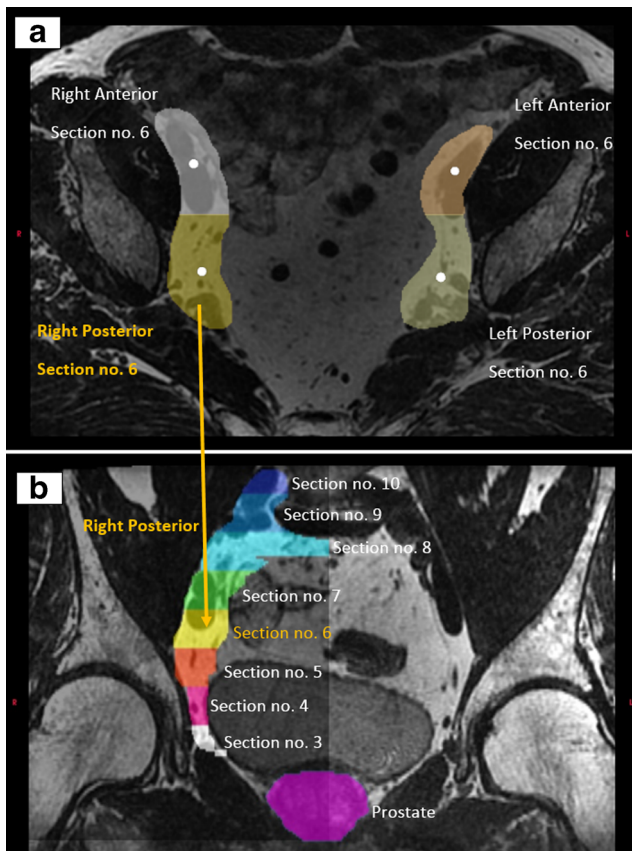 a
Right Anterior
Section no. 6
Left Anterior
Section no. 6
R
L
Right Posterior
Section no. 6
Left Posterior
Section no. 6
b
Section no. 10
Section no. 9
Right Posterior
Section no. 8
Section no. 7
Section no. 6
Section no. 5
R
L
Section no. 4
Section no. 3
Prostate